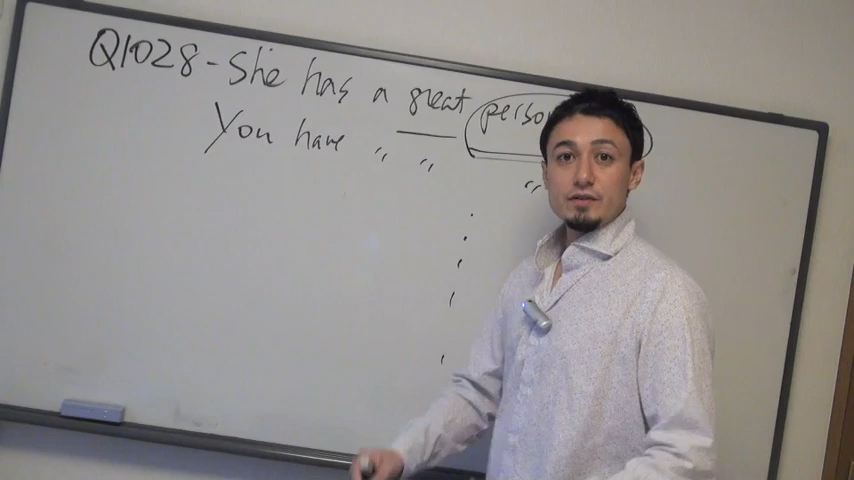 Q1028 - She has a great
You have 〃 〃 〃